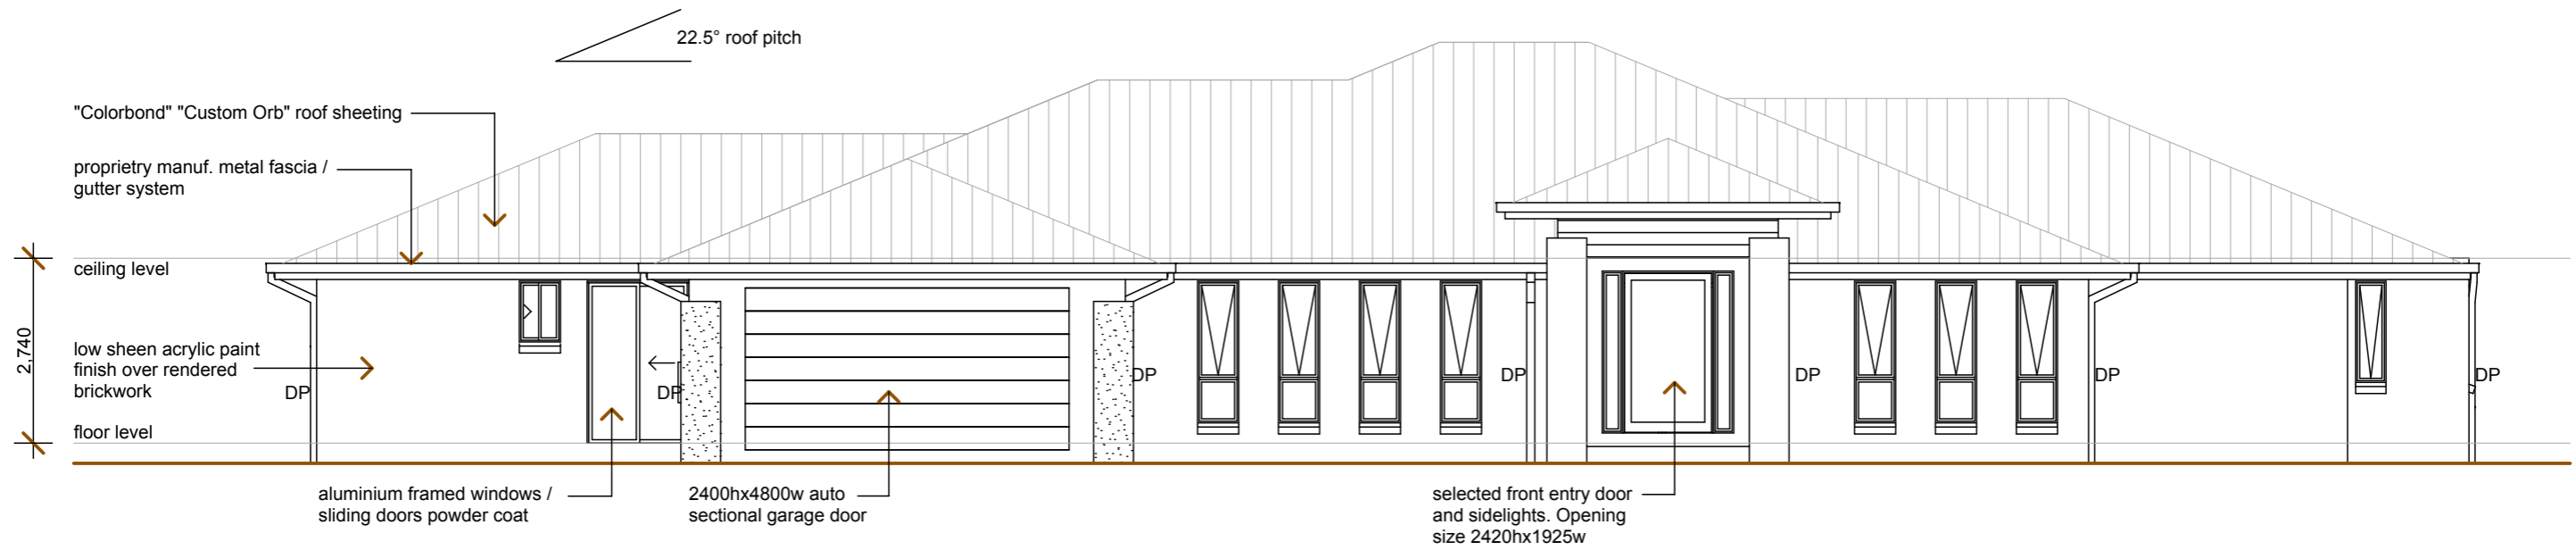 22.5° roof pitch
"Colorbond" "Custom Orb" roof sheeting
proprietry manuf. metal fascia /
gutter system
ceiling level
2,740
low sheen acrylic paint
finish over rendered
brickwork
floor level
DP
DP
DP
DP
DP
DP
DP
aluminium framed windows /
sliding doors powder coat
2400hx4800w auto
sectional garage door
selected front entry door
and sidelights. Opening
size 2420hx1925w